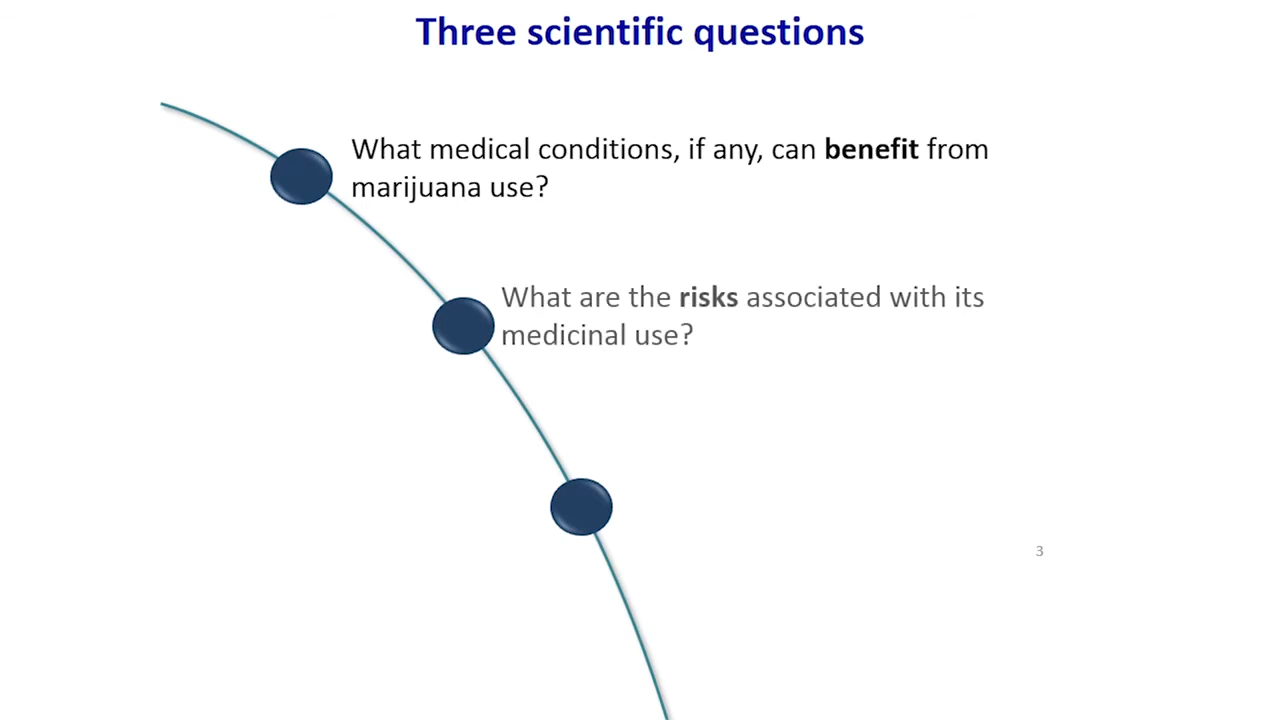 Three scientific questions
What medical conditions, if any, can benefit from
marijuana use?
What are the risks associated with its
medicinal use?
3